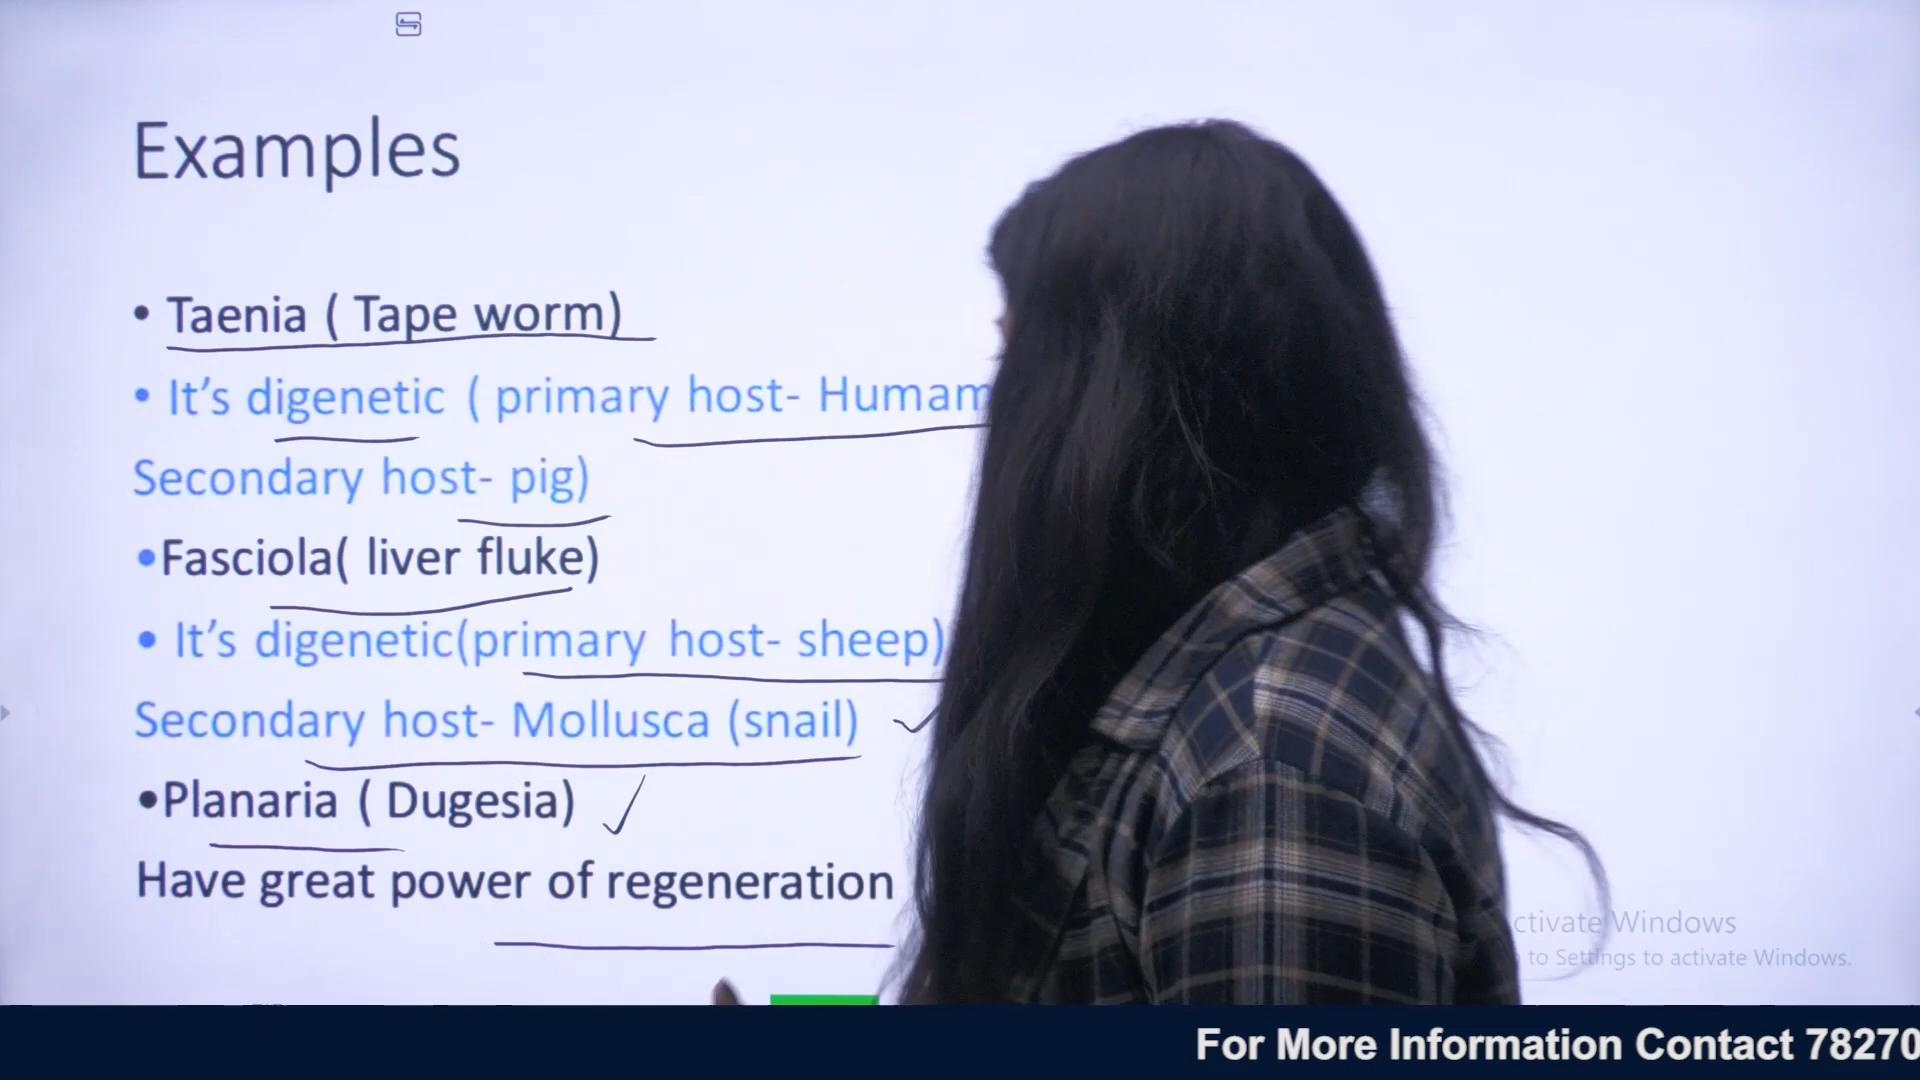 Examples
• Taenia ( Tape worm)
• It's digenetic ( primary host- Humam
Secondary host- pig)
•Fasciola( liver fluke)
• It's digenetic(primary host- sheep)
Secondary host- Mollusca (snail)
•Planaria ( Dugesia)
Have great power of regeneration
ctivate Windows
to Settings to activate Windows.
For More Information Contact 78270